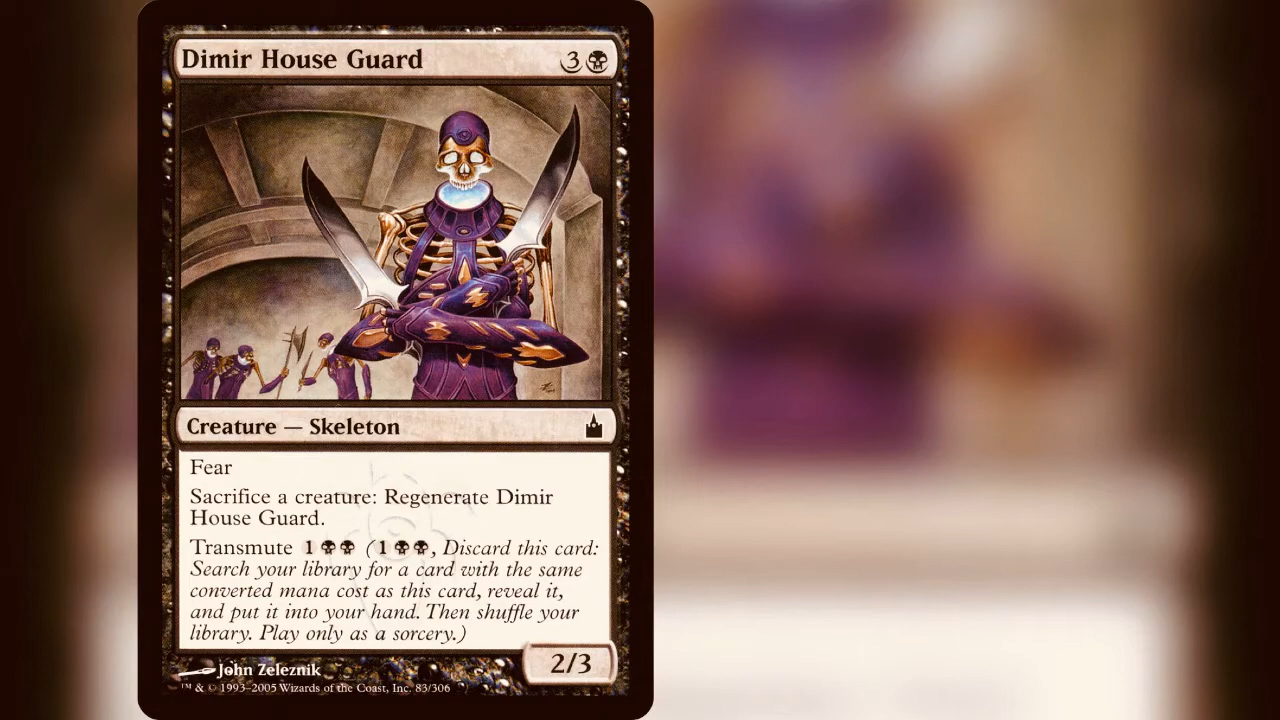 Dimir House Guard 3
Creature — Skeleton
Fear
Sacrifice a creature: Regenerate Dimir
House Guard.
Transmute 1 (1, Discard this card:
Search your library for a card with the same
converted mana cost as this card, reveal it,
and put it into your hand. Then shuffle your
library. Play only as a sorcery.)
2/3
John Zeleznik
™ & © 1993–2005 Wizards of the Coast, Inc. 83/306